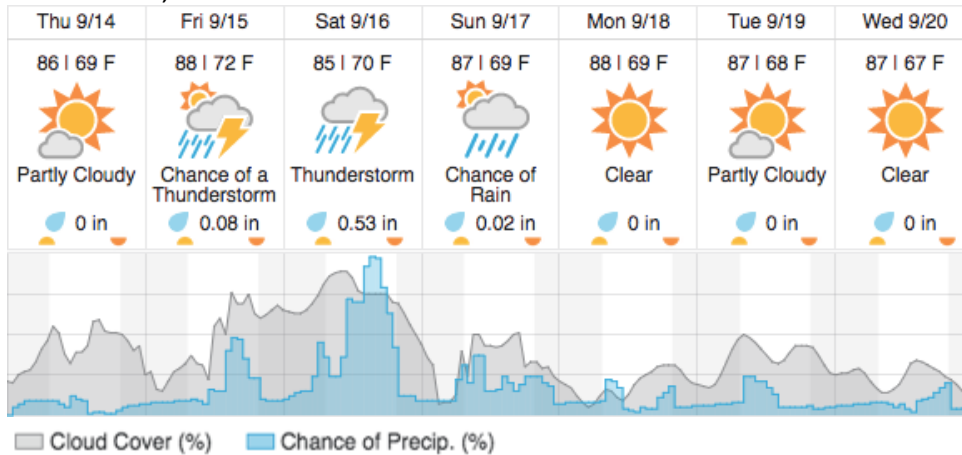 Thu 9/14 Fri 9/15 Sat 9/16 Sun 9/17 Mon 9/18 Tue 9/19 Wed 9/20
86 | 69 F 88 | 72 F 85 | 70 F 87 | 69 F 88 | 69 F 87 | 68 F 87 | 67 F
Partly Cloudy Chance of a Thunderstorm Chance of Clear Partly Cloudy Clear
Thunderstorm Rain
0 in 0.08 in 0.53 in 0.02 in 0 in 0 in 0 in
Cloud Cover (%) Chance of Precip. (%)